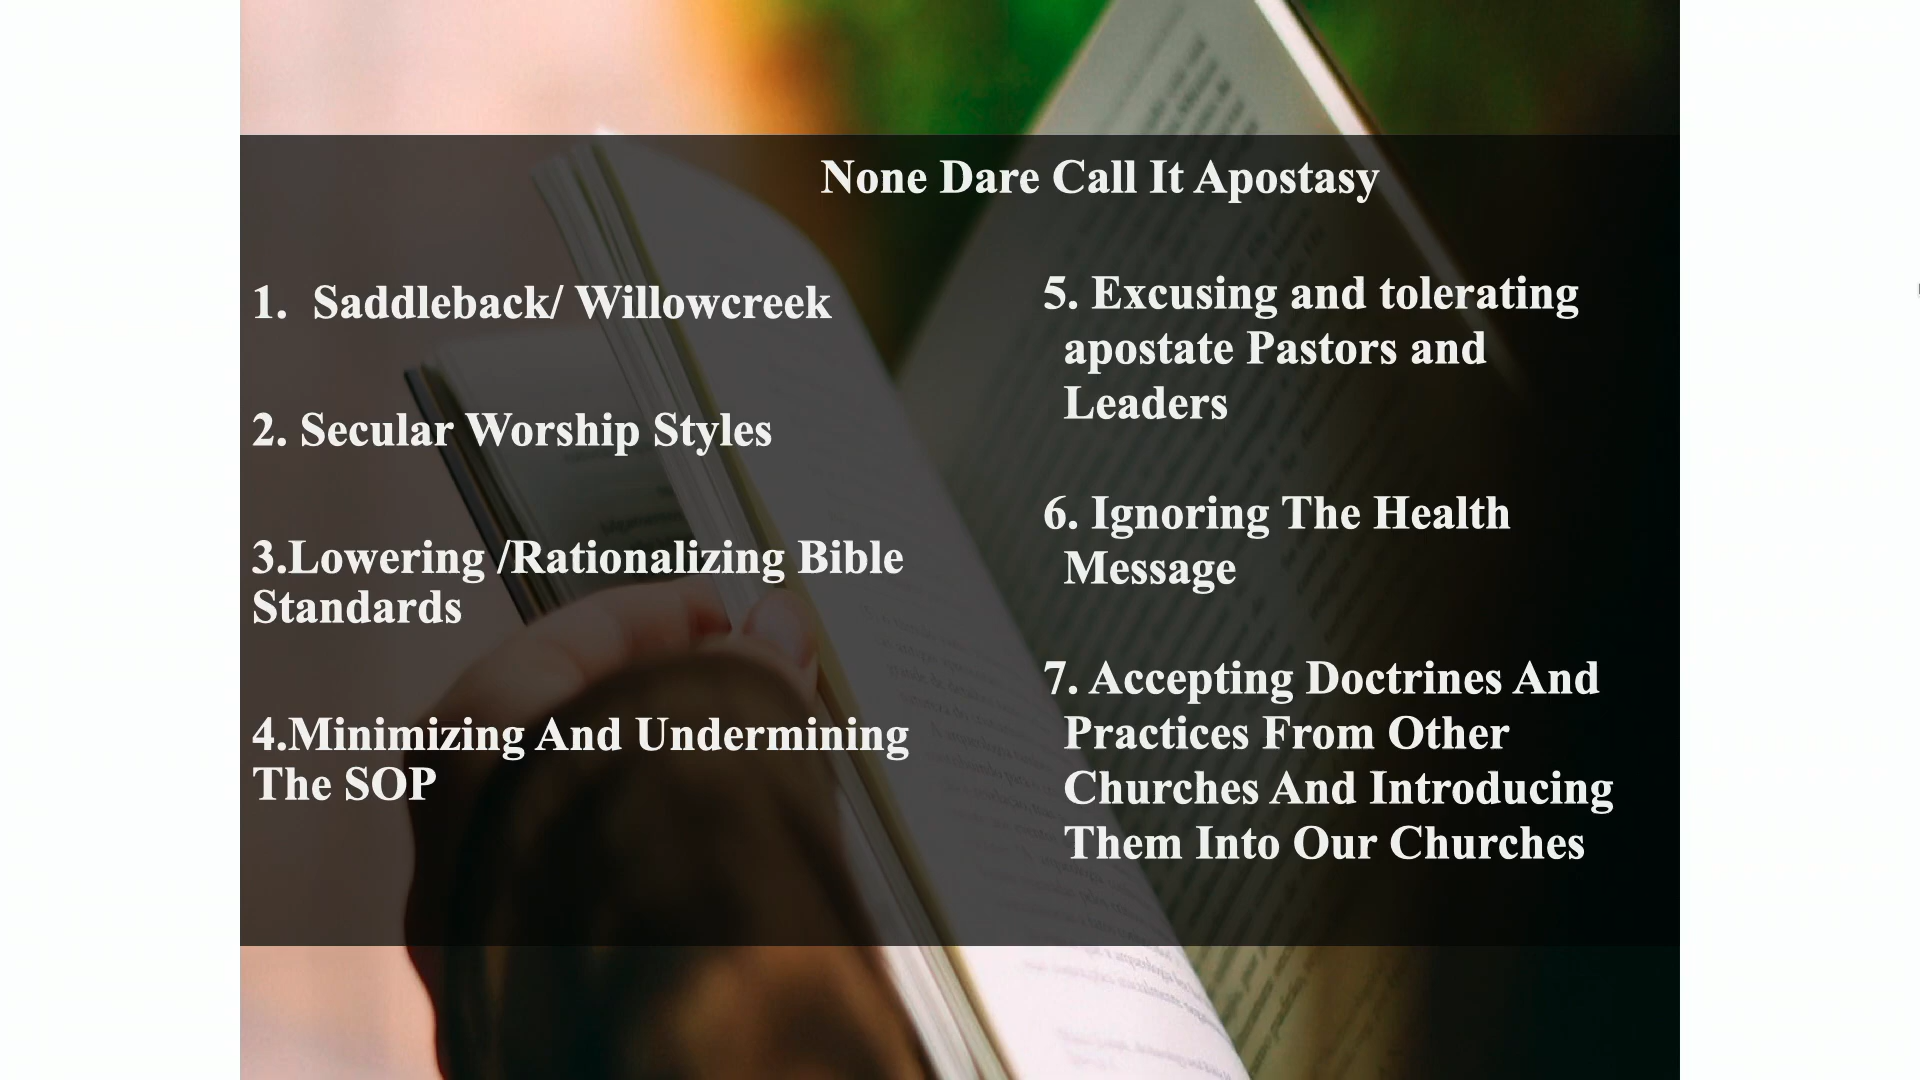 None Dare Call It Apostasy
1. Saddleback/ Willowcreek
2. Secular Worship Styles
3.Lowering /Rationalizing Bible
Standards
4.Minimizing And Undermining
The SOP
5. Excusing and tolerating
apostate Pastors and
Leaders
6. Ignoring The Health
Message
7. Accepting Doctrines And
Practices From Other
Churches And Introducing
Them Into Our Churches